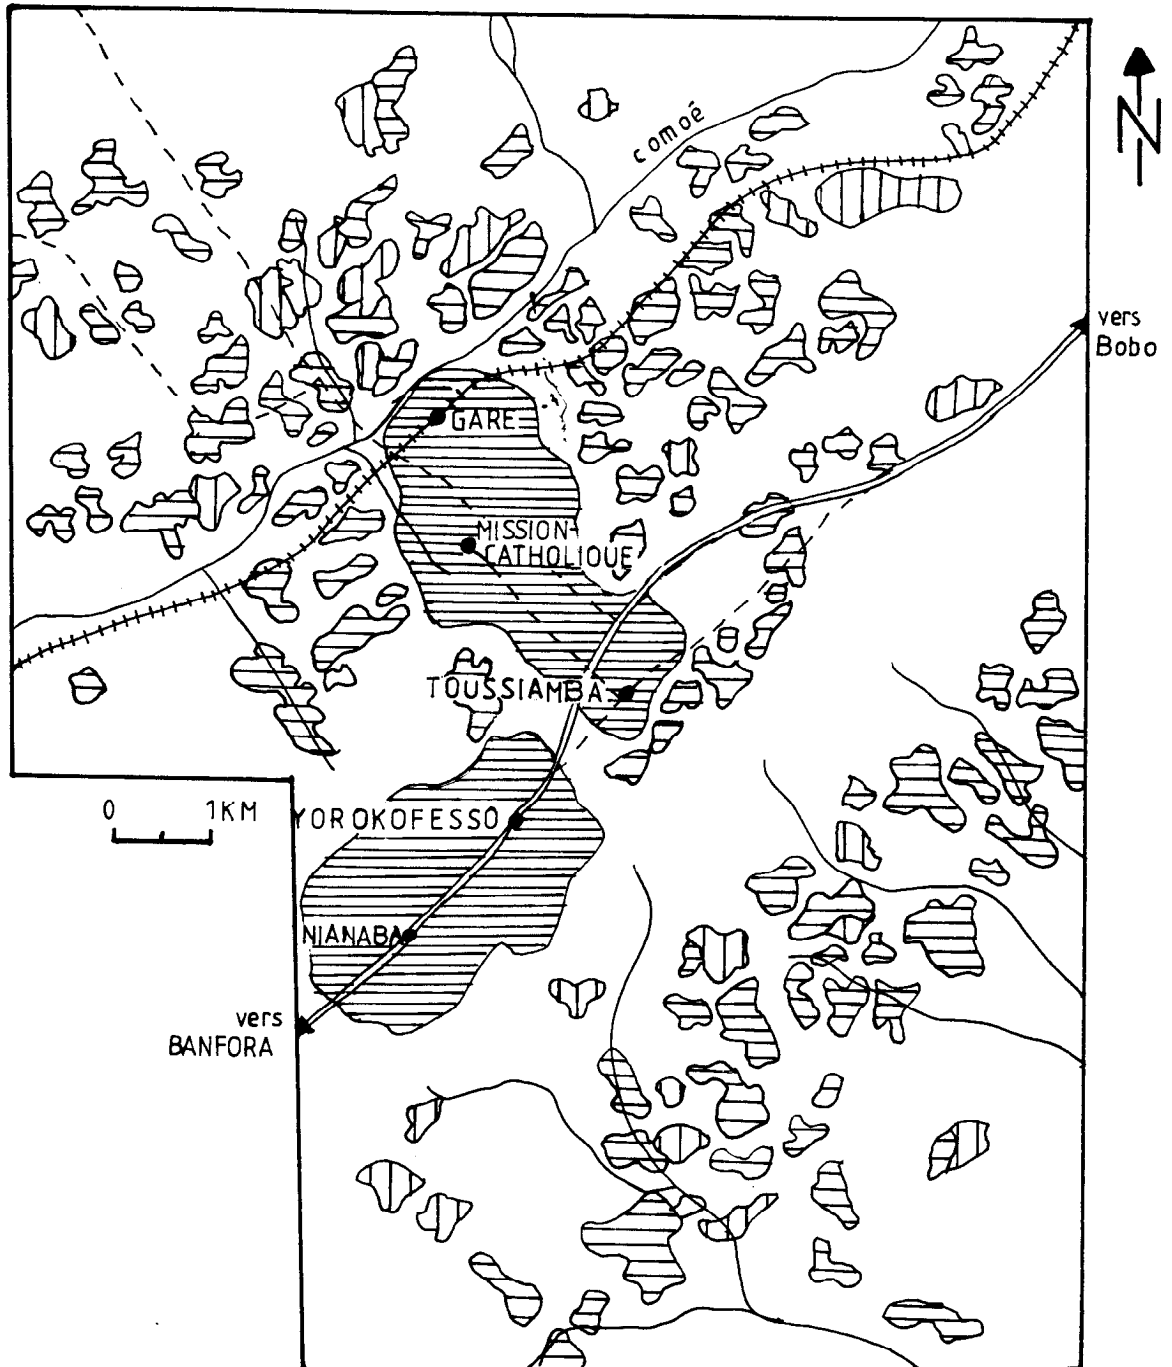 N
comoé
vers
Bobo
GARE
MISSION
CATHOLIQUE
TOUSSIAMBA
0 1KM
YOROKOFESSO
NIANABA
vers
BANFORA